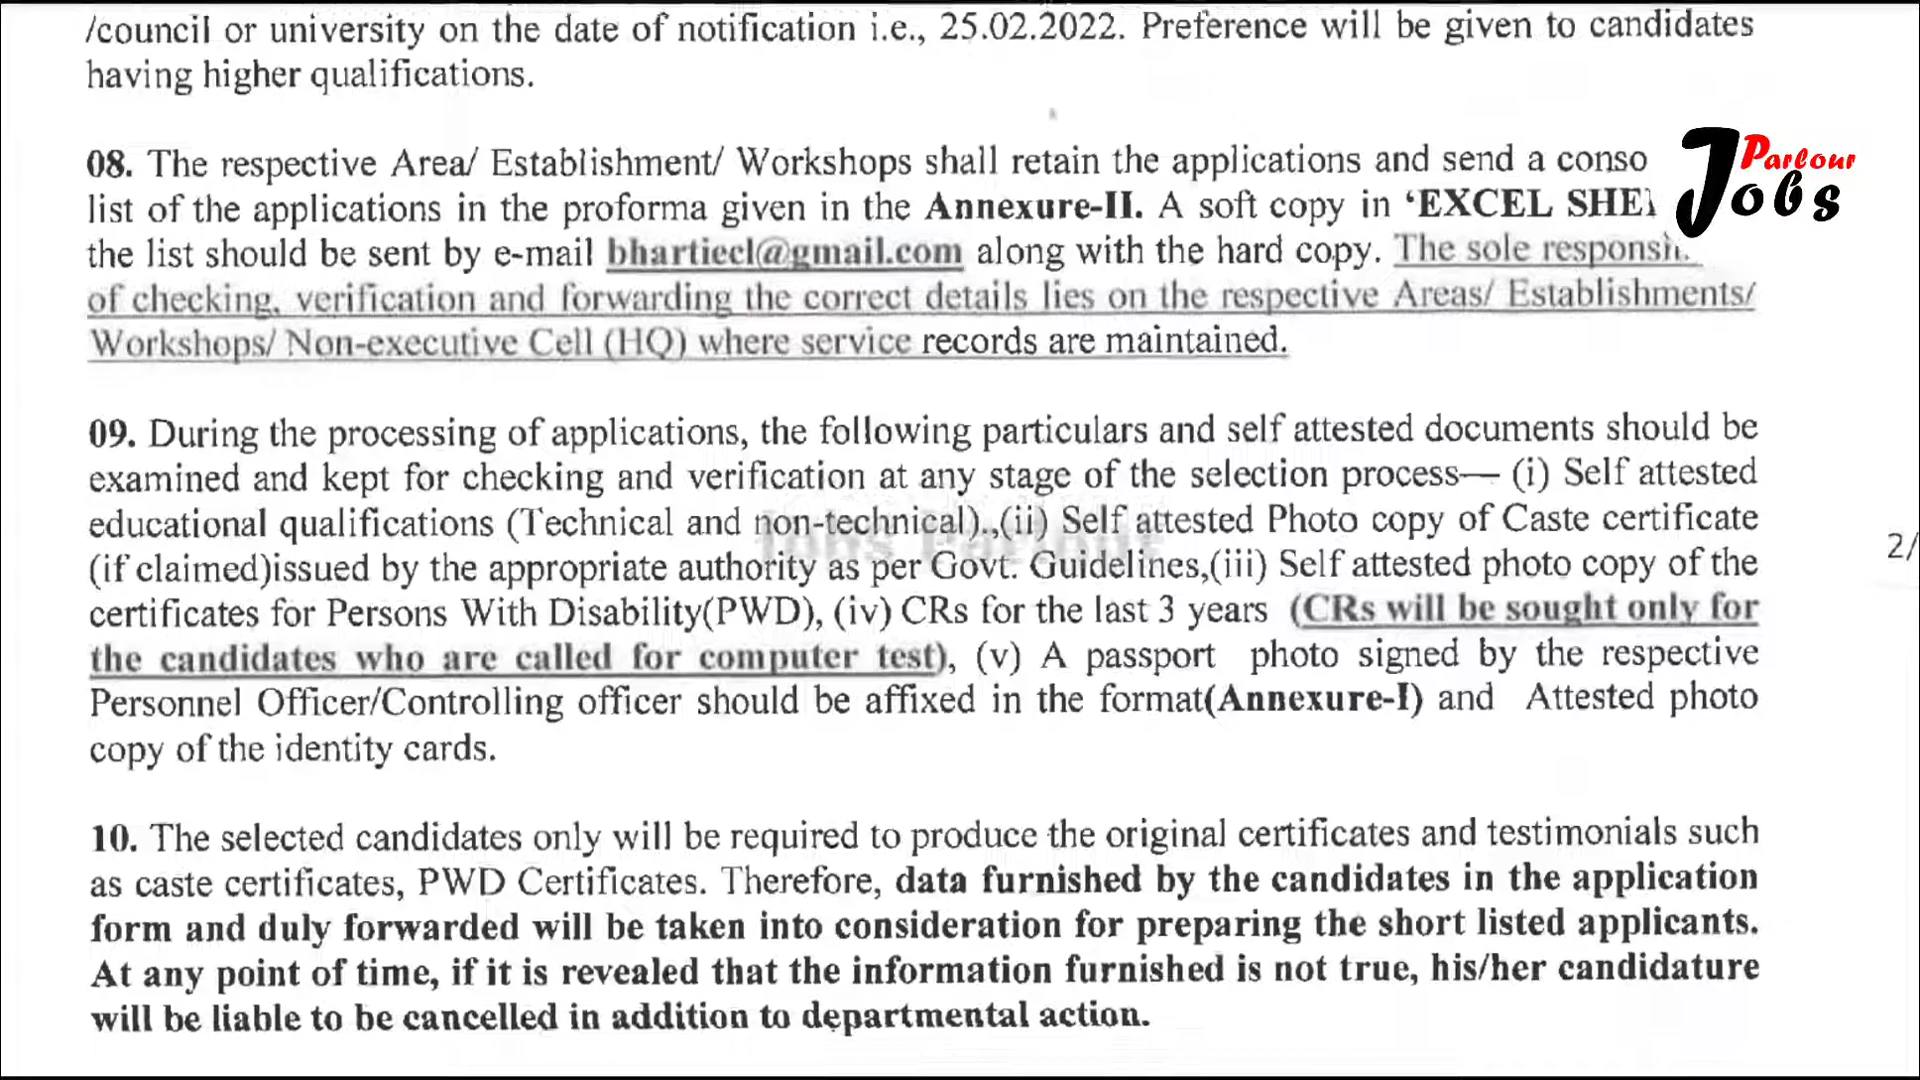 /council or university on the date of notification i.e., 25.02.2022. Preference will be given to candidates
having higher qualifications.
08. The respective Area/ Establishment/ Workshops shall retain the applications and send a conso
list of the applications in the proforma given in the Annexure-II. A soft copy in ‘EXCEL SHE
the list should be sent by e-mail bhartiecl@gmail.com along with the hard copy. The sole responsi
of checking, verification and forwarding the correct details lies on the respective Areas/ Establishments/
Workshops/ Non-executive Cell (HQ) where service records are maintained.
Jobs Parlour
09. During the processing of applications, the following particulars and self attested documents should be
examined and kept for checking and verification at any stage of the selection process— (i) Self attested
educational qualifications (Technical and non-technical).,(ii) Self attested Photo copy of Caste certificate
(if claimed)issued by the appropriate authority as per Govt. Guidelines,(iii) Self attested photo copy of the
certificates for Persons With Disability(PWD), (iv) CRs for the last 3 years (CRs will be sought only for
the candidates who are called for computer test), (v) A passport photo signed by the respective
Personnel Officer/Controlling officer should be affixed in the format(Annexure-I) and Attested photo
copy of the identity cards.
Jobs Parlour
2/
10. The selected candidates only will be required to produce the original certificates and testimonials such
as caste certificates, PWD Certificates. Therefore, data furnished by the candidates in the application
form and duly forwarded will be taken into consideration for preparing the short listed applicants.
At any point of time, if it is revealed that the information furnished is not true, his/her candidature
will be liable to be cancelled in addition to departmental action.